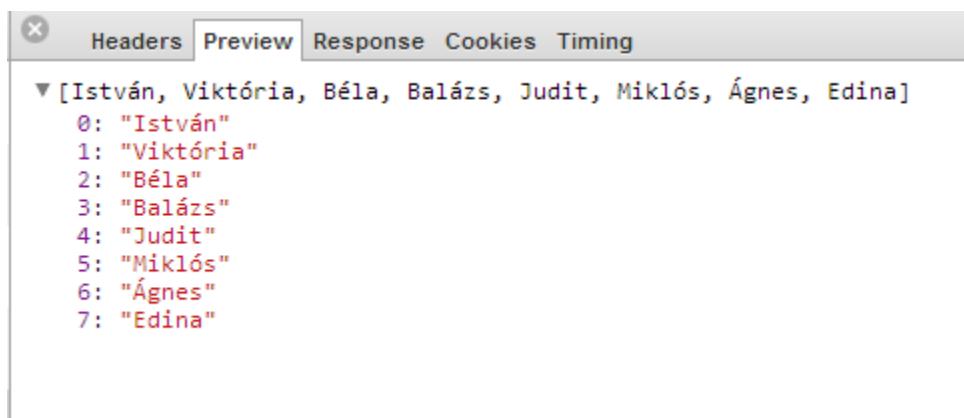 Headers Preview Response Cookies Timing
▼ [István, Viktória, Béla, Balázs, Judit, Miklós, Ágnes, Edina]
0: "István"
1: "Viktória"
2: "Béla"
3: "Balázs"
4: "Judit"
5: "Miklós"
6: "Ágnes"
7: "Edina"